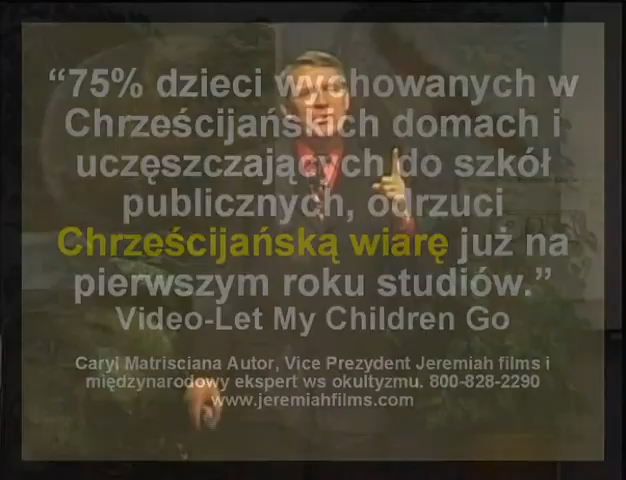 “75% dzieci wychowanych w
Chrześcijańskich domach i
uczęszczających do szkół
publicznych, odrzuci
Chrześcijańską wiarę już na
pierwszym roku studiów.”
Video-Let My Children Go
Caryl Matrisciana Autor, Vice Prezydent Jeremiah films i
międzynarodowy ekspert ws okultyzmu. 800-828-2290
www.jeremiahfilms.com